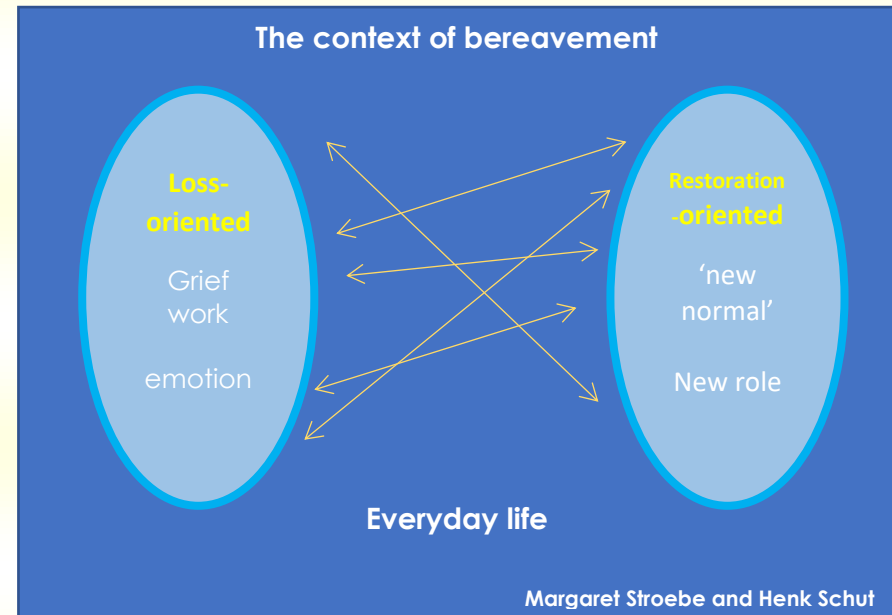 The context of bereavement
Loss-
oriented
Grief
work
emotion
Restoration
-oriented
‘new
normal’
New role
Everyday life
Margaret Stroebe and Henk Schut